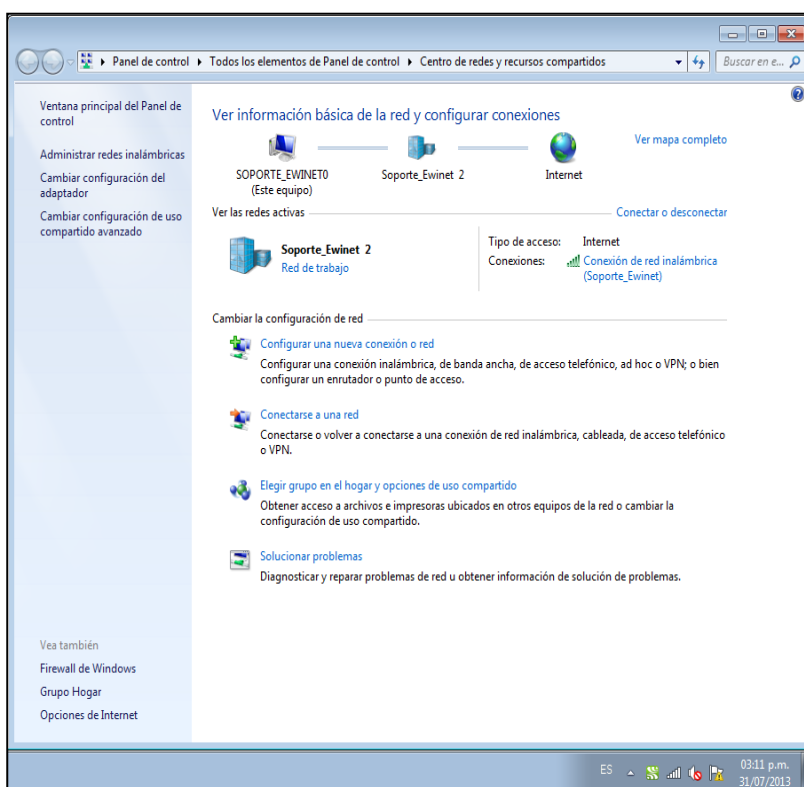 Panel de control ▸ Todos los elementos de Panel de control ▸ Centro de redes y recursos compartidos
Buscar en e...
Ventana principal del Panel de
control
Administrar redes inalámbricas
Cambiar configuración del
adaptador
Cambiar configuración de uso
compartido avanzado
Ver información básica de la red y configurar conexiones
Ver mapa completo
SOPORTE_EWINET0
(Este equipo)
Soporte_Ewinet 2
Internet
Ver las redes activas
Conectar o desconectar
Soporte_Ewinet 2
Red de trabajo
Tipo de acceso: Internet
Conexiones: Conexión de red inalámbrica
(Soporte_Ewinet)
Cambiar la configuración de red
Configurar una nueva conexión o red
Configurar una conexión inalámbrica, de banda ancha, de acceso telefónico, ad hoc o VPN; o bien
configurar un enrutador o punto de acceso.
Conectarse a una red
Conectarse o volver a conectarse a una conexión de red inalámbrica, cableada, de acceso telefónico
o VPN.
Elegir grupo en el hogar y opciones de uso compartido
Obtener acceso a archivos e impresoras ubicados en otros equipos de la red o cambiar la
configuración de uso compartido.
Solucionar problemas
Diagnosticar y reparar problemas de red u obtener información de solución de problemas.
Vea también
Firewall de Windows
Grupo Hogar
Opciones de Internet
ES
03:11 p.m.
31/07/2013